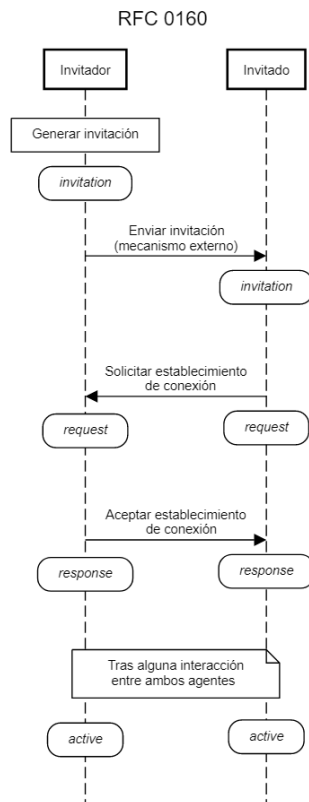 RFC 0160
Invitador
Invitado
Generar invitación
invitation
Enviar invitación
(mecanismo externo)
invitation
Solicitar establecimiento
de conexión
request
request
Aceptar establecimiento
de conexión
response
response
Tras alguna interacción
entre ambos agentes
active
active